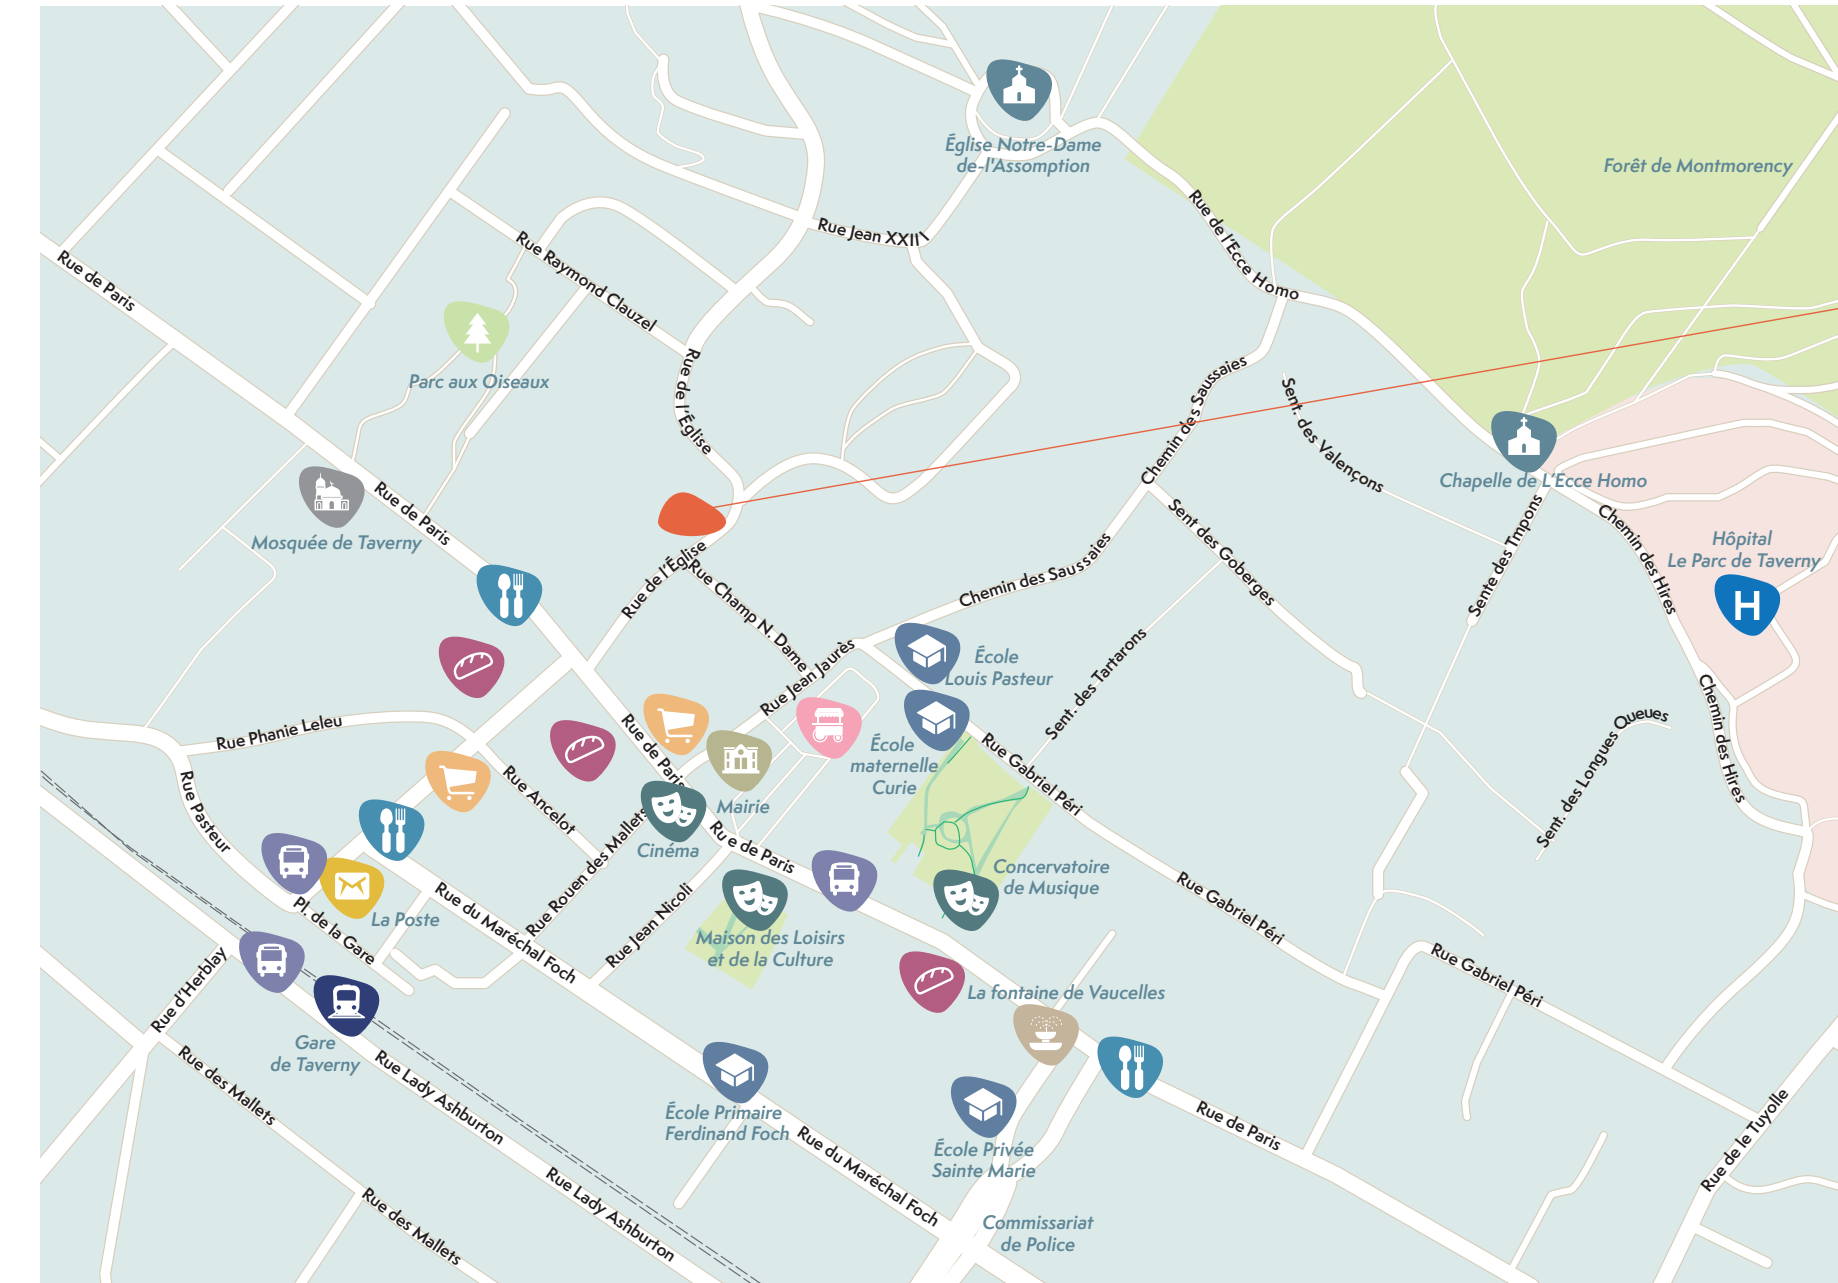 Église Notre-Dame
de-l'Assomption
Forêt de Montmorency
Rue de l'Ecce Homo
Rue Jean XXIII
Rue Raymond Clauzel
Rue de Paris
Parc aux Oiseaux
Rue de l'Église
Chemin des Saussaies
Sent. des Valençons
Chapelle de L'Ecce Homo
Rue de Paris
Mosquée de Taverny
Sent des Goberges
Sente des Tmpons
Chemin des Hires
Hôpital
Le Parc de Taverny
H
Rue de l'Église
Rue Champ N. Dame
Chemin des Saussaies
Rue Jean Jaurès
École
Louis Pasteur
Sent. des Tartarons
Chemin des Hires
Sent. des Longues Queues
Rue Phanie Leleu
Rue de Paris
École
maternelle
Curie
Rue Gabriel Péri
Rue Pasteur
Rue Ancelot
Mairie
Cinéma
Rue de Paris
Rue Rouen des Mallets
Concervatoire
de Musique
Rue Gabriel Péri
La Poste
Pl. de la Gare
Rue du Maréchal Foch
Rue Jean Nicoli
Maison des Loisirs
et de la Culture
Rue Gabriel Péri
Rue d'Herblay
La fontaine de Vaucelles
Gare
de Taverny
Rue des Mallets
Rue Lady Ashburton
École Primaire
Ferdinand Foch
Rue du Maréchal Foch
École Privée
Sainte Marie
Rue de Paris
Rue de le Tuyolle
Rue des Mallets
Rue Lady Ashburton
Commissariat
de Police